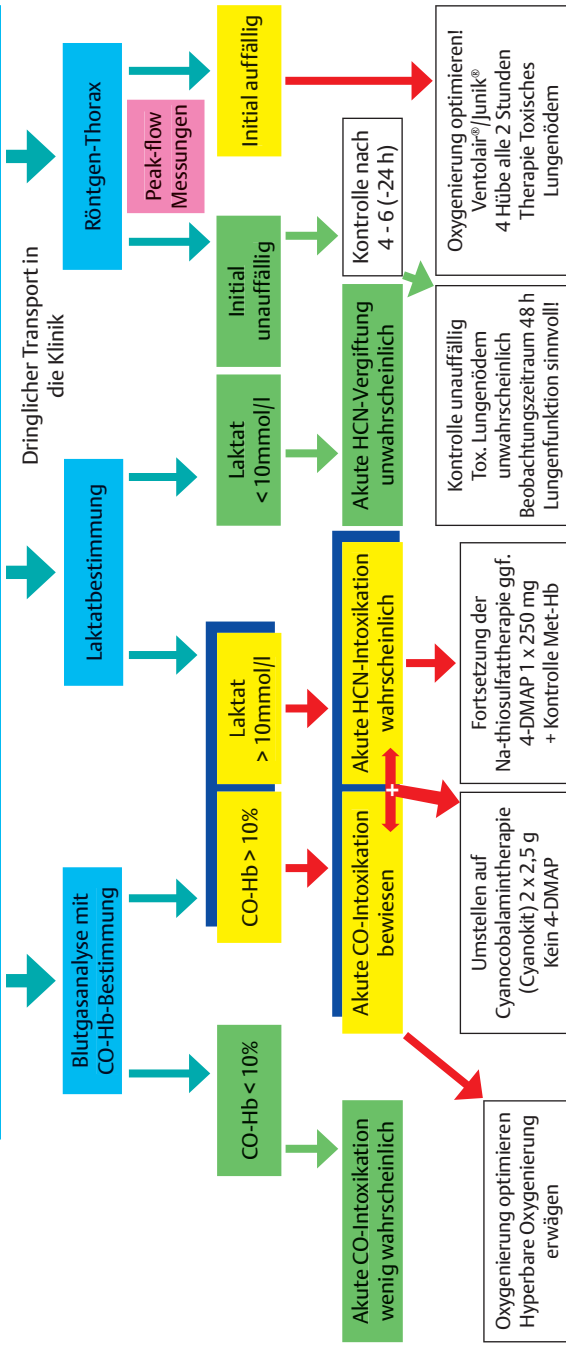 Dringlicher Transport in
die Klinik
Blutgasanalyse mit
CO-Hb-Bestimmung
Laktatbestimmung
Röntgen-Thorax
Peak-flow
Messungen
CO-Hb < 10%
CO-Hb > 10%
Laktat
> 10mmol/l
Laktat
< 10mmol/l
Initial
unauffällig
Initial auffällig
Akute CO-Intoxikation
wenig wahrscheinlich
Akute CO-Intoxikation
bewiesen
+
Akute HCN-Intoxikation
wahrscheinlich
Akute HCN-Vergiftung
unwahrscheinlich
Kontrolle nach
4 - 6 (-24 h)
Oxygenierung optimieren
Hyperbare Oxygenierung
erwägen
Umstellen auf
Cyanocobalamintherapie
(Cyanokit) 2 x 2,5 g
Kein 4-DMAP
Fortsetzung der
Na-thiosulfattherapie ggf.
4-DMAP 1 x 250 mg
+ Kontrolle Met-Hb
Kontrolle unauffällig
Tox. Lungenödem
unwahrscheinlich
Beobachtungszeitraum 48 h
Lungenfunktion sinnvoll!
Oxygenierung optimieren!
Ventolair®/Junik®
4 Hübe alle 2 Stunden
Therapie Toxisches
Lungenödem